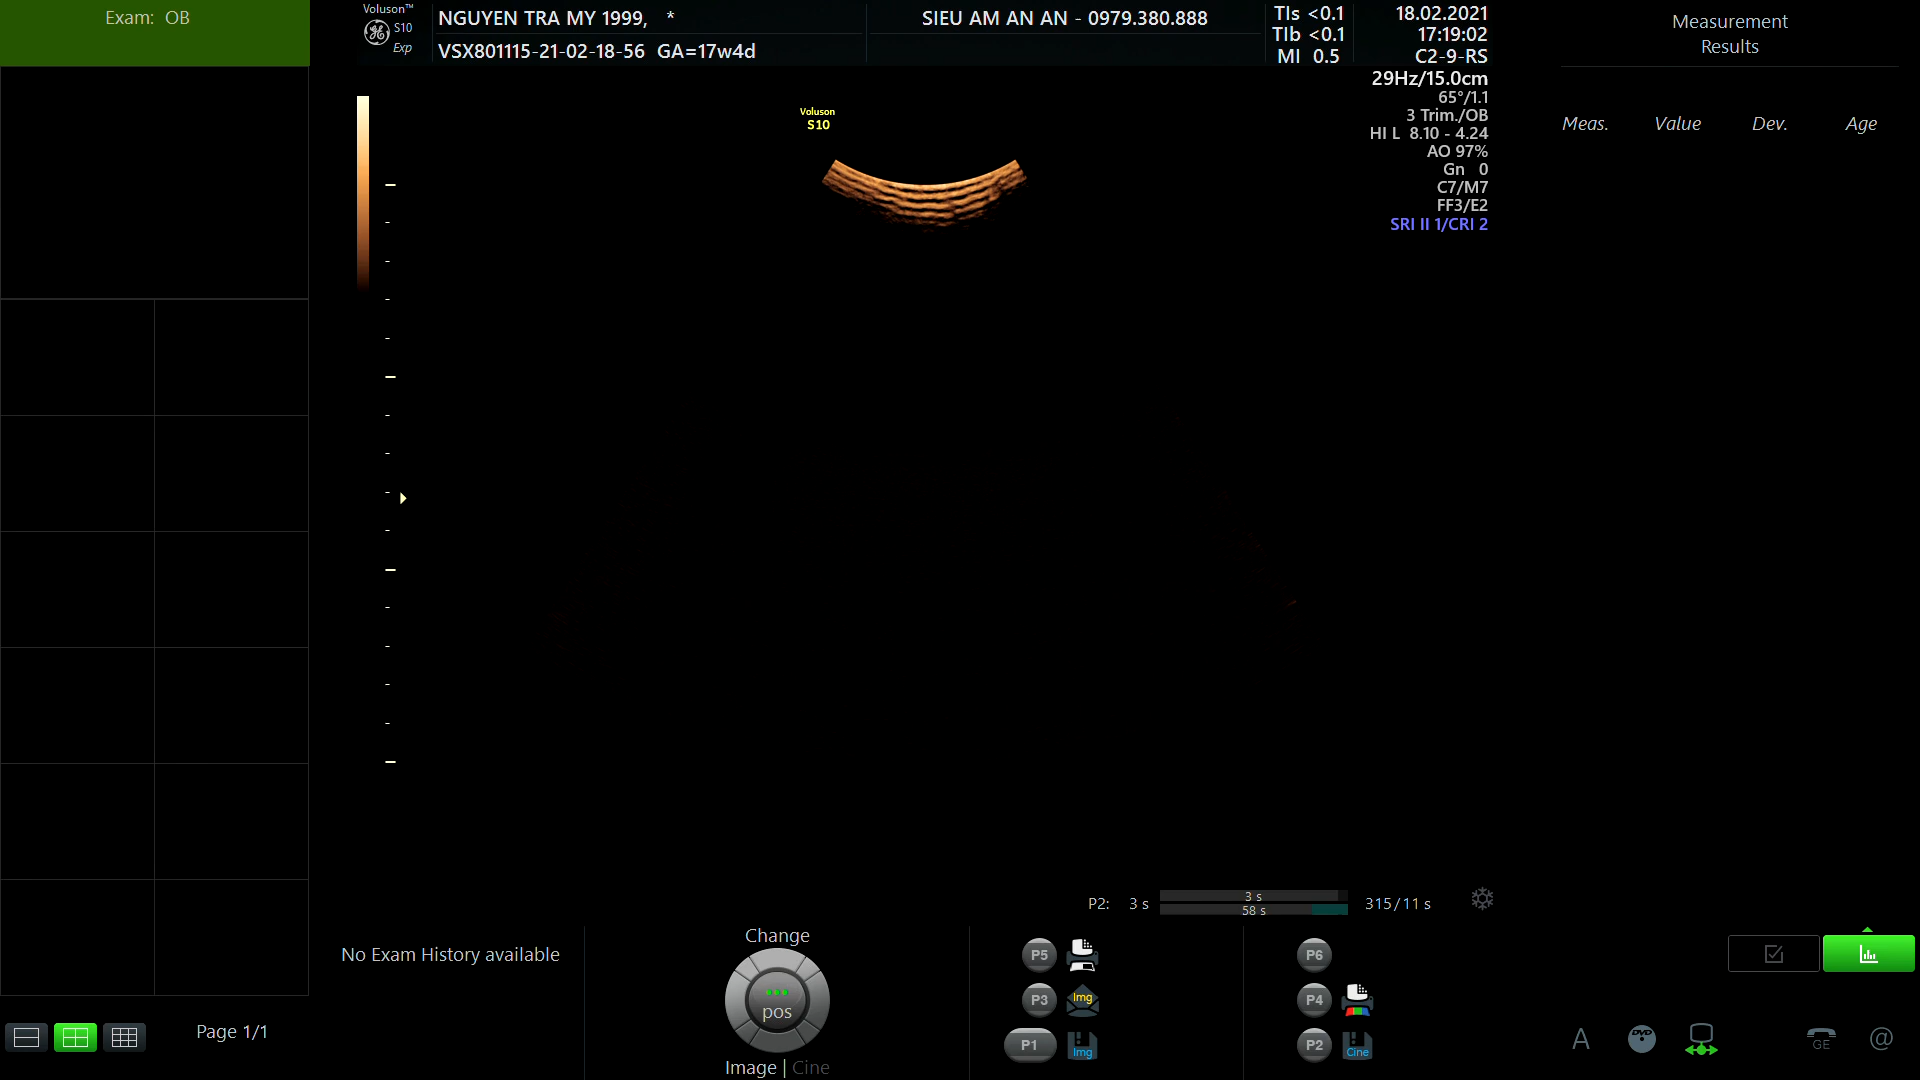 Exam: OB
Voluson™
S10
Exp
NGUYEN TRA MY 1999, *
VSX801115-21-02-18-56 GA=17w4d
SIEU AM AN AN - 0979.380.888
TIs <0.1
TIb <0.1
MI 0.5
18.02.2021
17:19:02
C2-9-RS
29Hz/15.0cm
65°/1.1
3 Trim./OB
HI L 8.10 - 4.24
AO 97%
Gn 0
C7/M7
FF3/E2
SRI II 1/CRI 2
Voluson
S10
Measurement
Results
Meas. Value Dev. Age
P2: 3 s
3 s
58 s
315/11 s
No Exam History available
Change
pos
Image | Cine
P5
P3 Img
P1 Img
P6
P4
P2 Cine
Page 1/1
A
DVD
GE
@